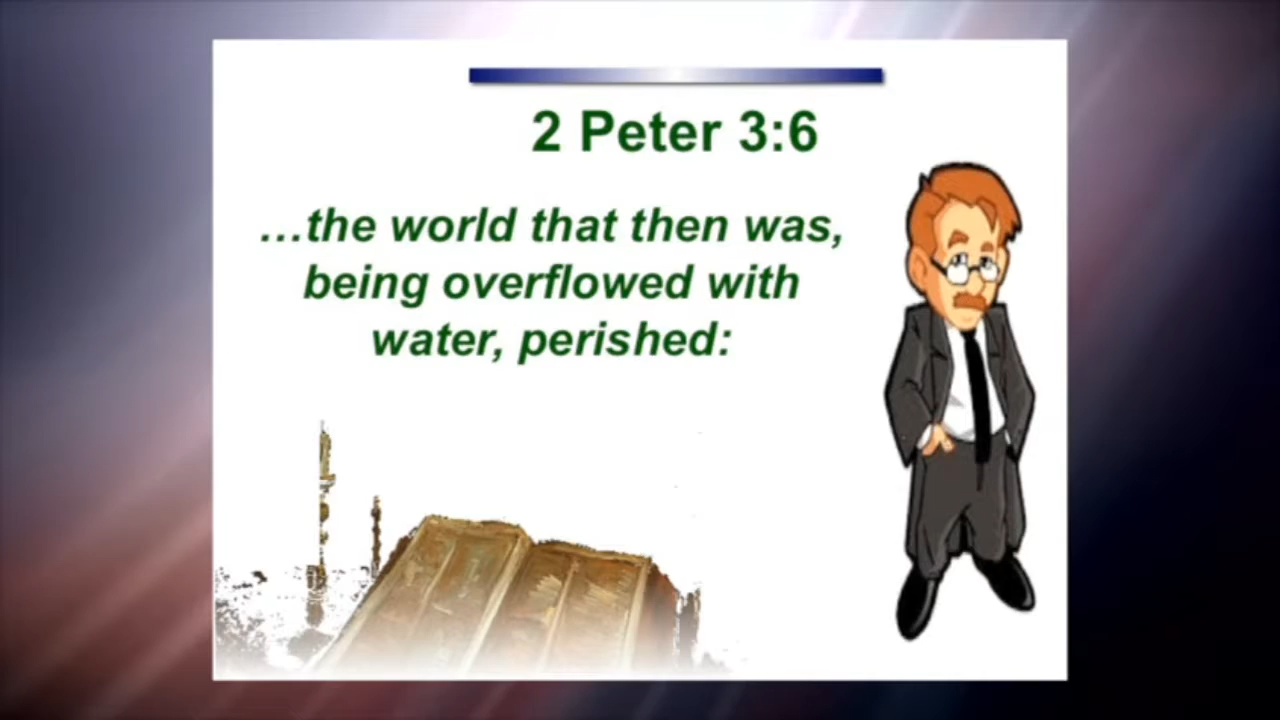 2 Peter 3:6
…the world that then was,
being overflowed with
water, perished: